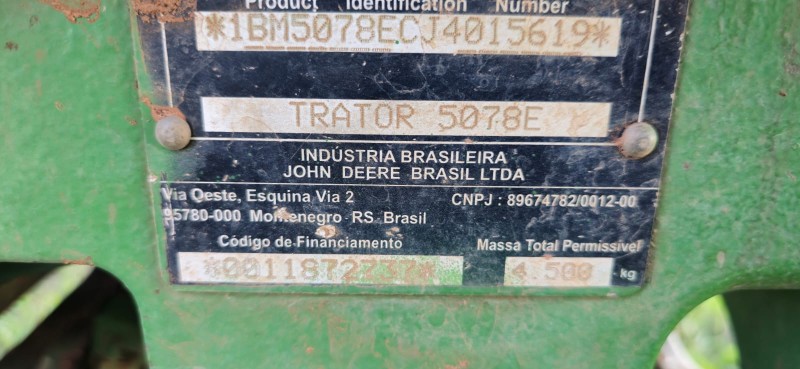 Product Identification Number
*1BM5078ECJ4015619*
TRATOR 5078E
INDÚSTRIA BRASILEIRA
JOHN DEERE BRASIL LTDA
Via Oeste, Esquina Via 2 CNPJ : 89674782/0012-00
95780-000 Montenegro RS Brasil
Código de Financiamento Massa Total Permissível
*0011872737* 4.500 kg